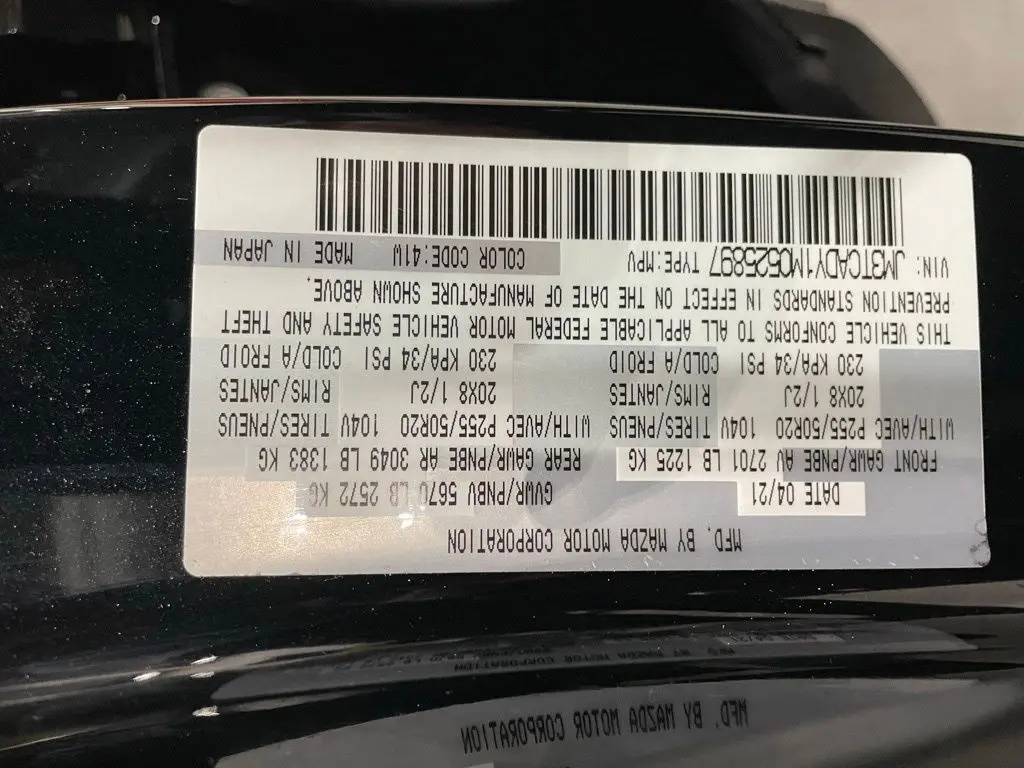 MFD. BY MAZDA MOTOR CORPORATION
DATE 04/21 GVWR/PNBV 5670 LB 2572 KG
FRONT GAWR/PNBE AV 2701 LB 1225 KG REAR GAWR/PNBE AR 3049 LB 1383 KG
WITH/AVEC P255/50R20 104V TIRES/PNEUS WITH/AVEC P255/50R20 104V TIRES/PNEUS
20X8 1/2J RIMS/JANTES 20X8 1/2J RIMS/JANTES
230 KPA/34 PSI COLD/A FROID 230 KPA/34 PSI COLD/A FROID
THIS VEHICLE CONFORMS TO ALL APPLICABLE FEDERAL MOTOR VEHICLE SAFETY AND THEFT
PREVENTION STANDARDS IN EFFECT ON THE DATE OF MANUFACTURE SHOWN ABOVE.
VIN: JM3TCADY1M0525897 TYPE:MPV COLOR CODE:41W MADE IN JAPAN
MFD. BY MAZDA MOTOR CORPORATION